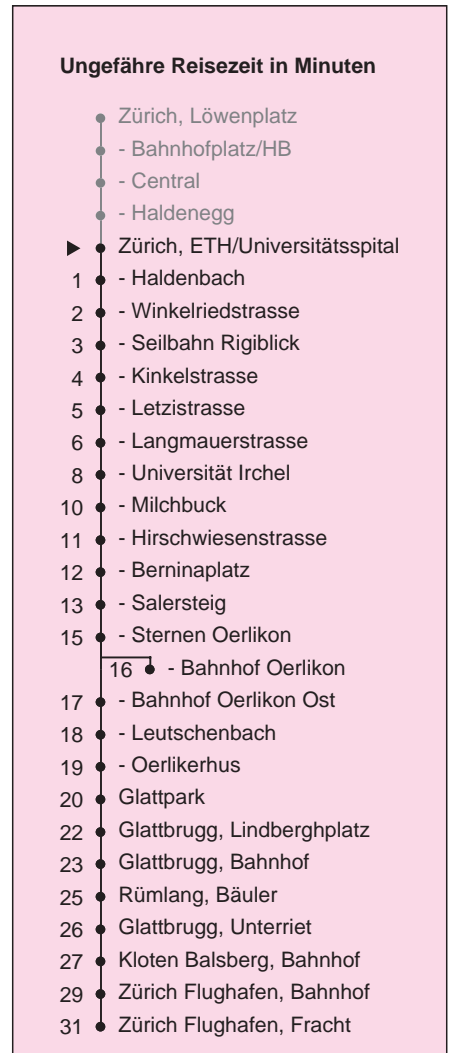 Ungefähre Reisezeit in Minuten
Zürich, Löwenplatz
- Bahnhofplatz/HB
- Central
- Haldenegg
Zürich, ETH/Universitätsspital
1 - Haldenbach
2 - Winkelriedstrasse
3 - Seilbahn Rigiblick
4 - Kinkelstrasse
5 - Letzistrasse
6 - Langmauerstrasse
8 - Universität Irchel
10 - Milchbuck
11 - Hirschwiesenstrasse
12 - Berninaplatz
13 - Salersteig
15 - Sternen Oerlikon
16 - Bahnhof Oerlikon
17 - Bahnhof Oerlikon Ost
18 - Leutschenbach
19 - Oerlikerhus
20 Glattpark
22 Glattbrugg, Lindberghplatz
23 Glattbrugg, Bahnhof
25 Rümlang, Bäuler
26 Glattbrugg, Unterriet
27 Kloten Balsberg, Bahnhof
29 Zürich Flughafen, Bahnhof
31 Zürich Flughafen, Fracht